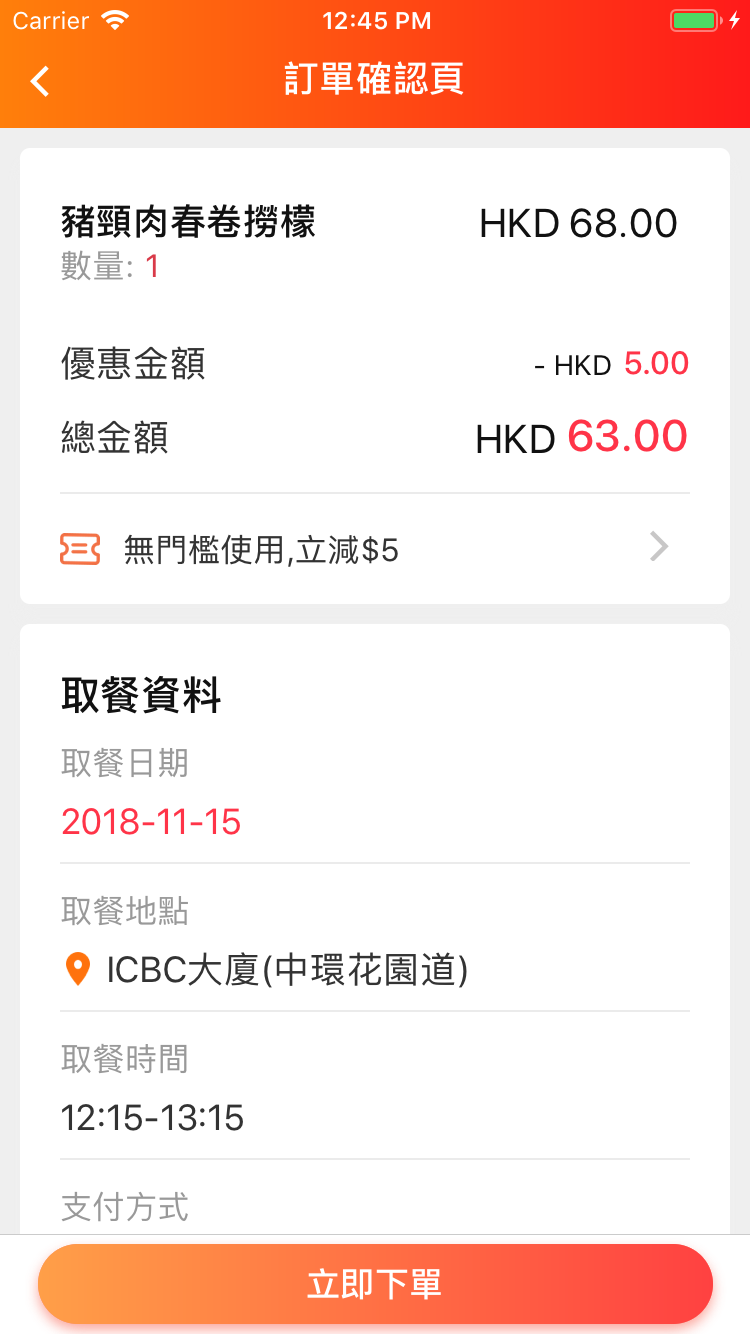 Carrier 12:45 PM
訂單確認頁
豬頸肉春卷撈檬 HKD 68.00
數量: 1
優惠金額 - HKD 5.00
總金額 HKD 63.00
無門檻使用,立減$5
取餐資料
取餐日期
2018-11-15
取餐地點
ICBC大廈(中環花園道)
取餐時間
12:15-13:15
支付方式
立即下單